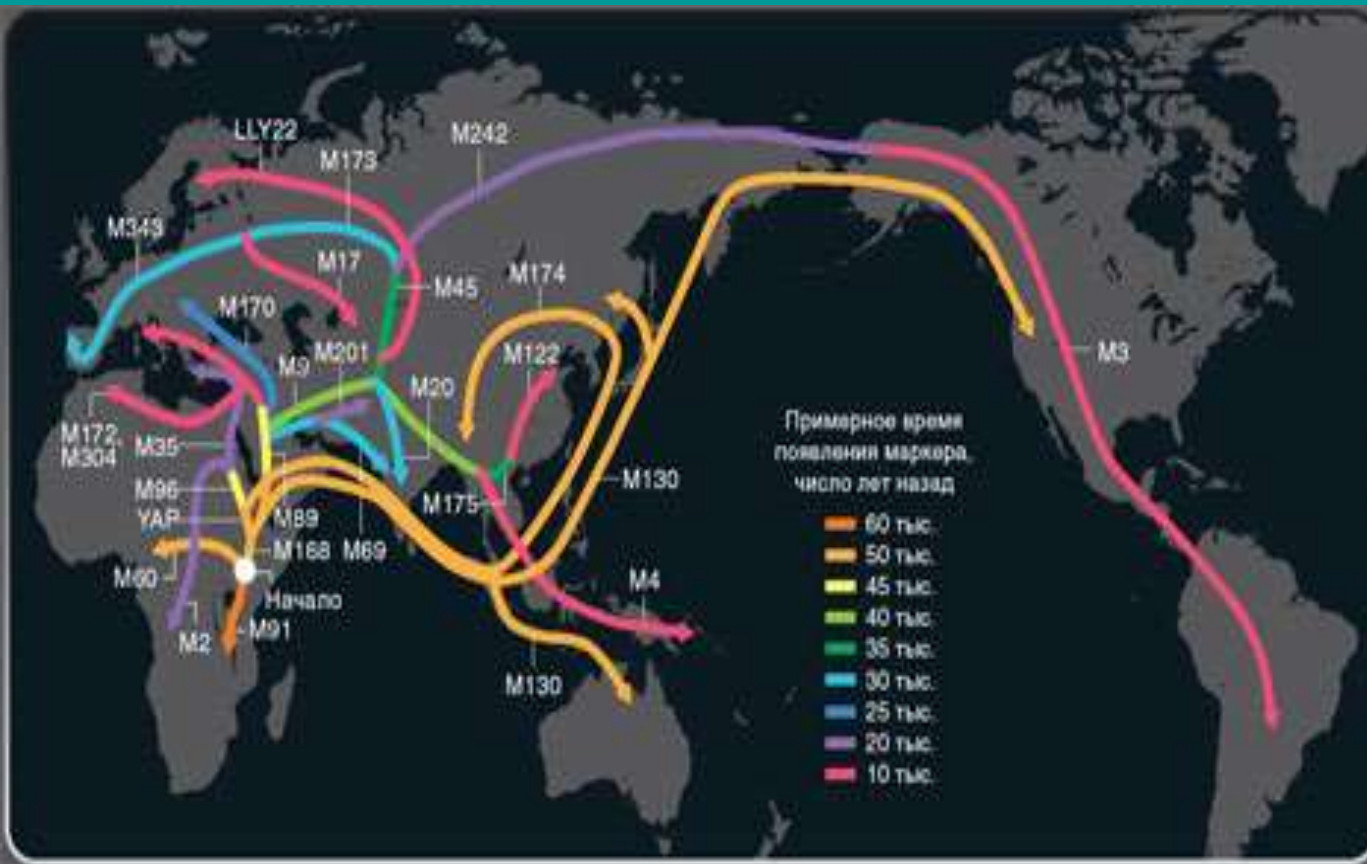 LLY22
M242
M173
M343
M17
M174
M45
M170
M122
M201
M9
M20
M3
M172,
M304
M35
M96
YAP
M89
M175
M130
M168
M69
M60
Начало
M4
M2
M91
M130
Примерное время
появления маркера,
число лет назад
60 тыс.
50 тыс.
45 тыс.
40 тыс.
35 тыс.
30 тыс.
25 тыс.
20 тыс.
10 тыс.